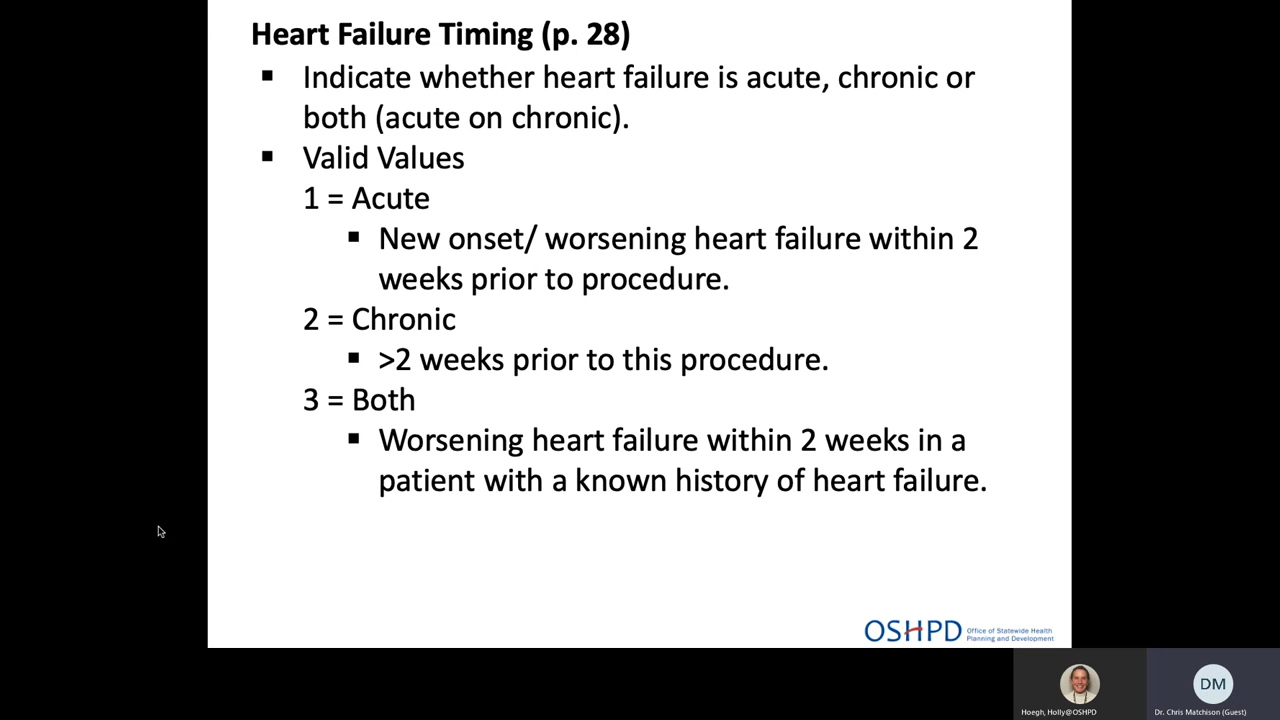 Heart Failure Timing (p. 28)
▪ Indicate whether heart failure is acute, chronic or
both (acute on chronic).
▪ Valid Values
1 = Acute
▪ New onset/ worsening heart failure within 2
weeks prior to procedure.
2 = Chronic
▪ >2 weeks prior to this procedure.
3 = Both
▪ Worsening heart failure within 2 weeks in a
patient with a known history of heart failure.
OSHPD Office of Statewide Health
Planning and Development
DM
Hoegh, Holly@OSHPD
Dr. Chris Matchison (Guest)